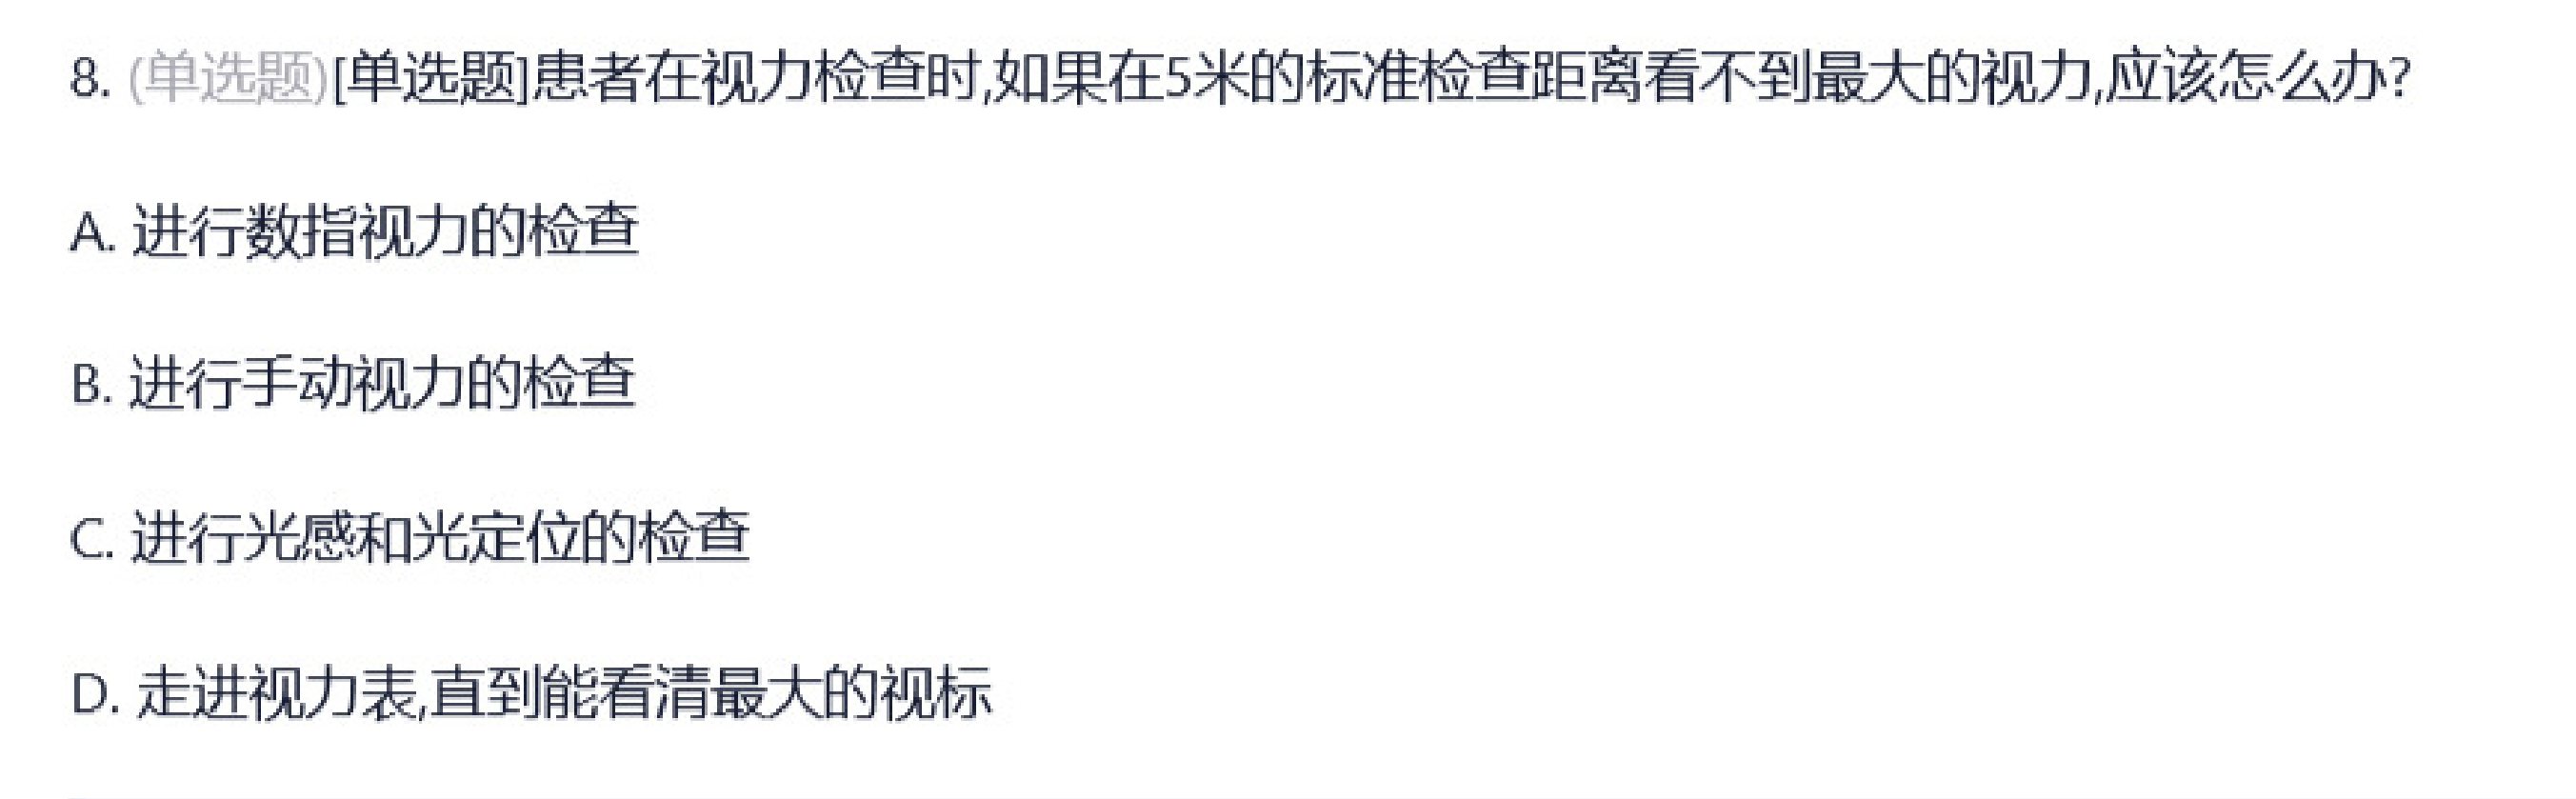 8. (单选题)[单选题]患者在视力检查时,如果在5米的标准检查距离看不到最大的视力,应该怎么办?
A. 进行数指视力的检查
B. 进行手动视力的检查
C. 进行光感和光定位的检查
D. 走进视力表,直到能看清最大的视标